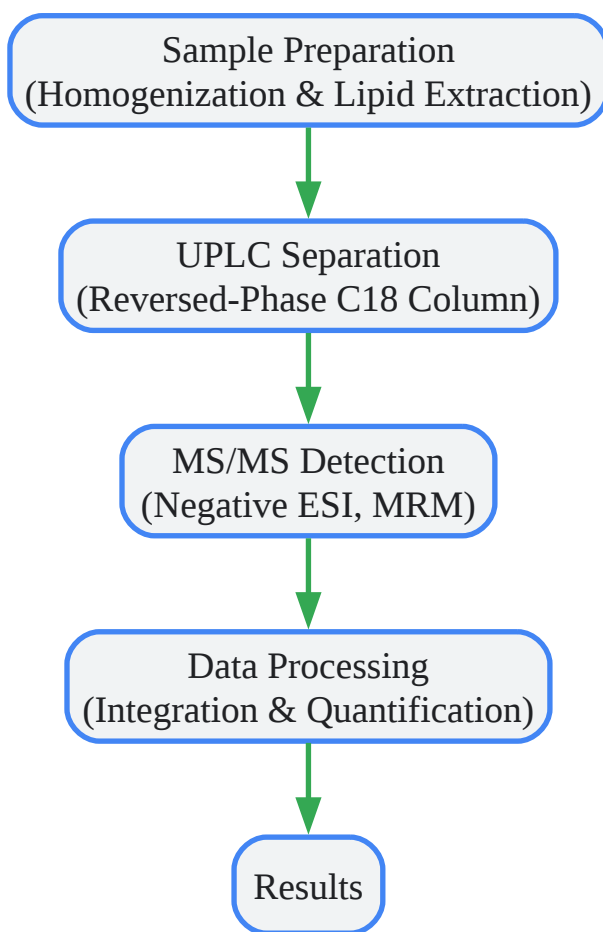 Sample Preparation
(Homogenization & Lipid Extraction)
UPLC Separation
(Reversed-Phase C18 Column)
MS/MS Detection
(Negative ESI, MRM)
Data Processing
(Integration & Quantification)
Results